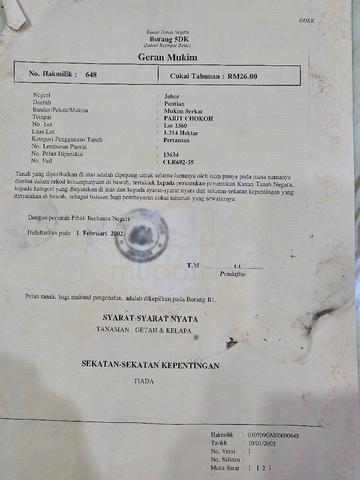 DHKK
Kanun Tanah Negara
Borang 5DK
(Jadual Keempat Belas)
Geran Mukim
No. Hakmilik : 648 Cukai Tahunan : RM26.00
Negeri : Johor
Daerah : Pontian
Bandar/Pekan/Mukim : Mukim Serkat
Tempat : PARIT CHOKOH
No. Lot : Lot 1360
Luas Lot : 1.214 Hektar
Kategori Penggunaan Tanah : Pertanian
No. Lembaran Piawai :
No. Pelan Diperakui : 13634
No. Fail : CLR692-35
Tanah yang diperihalkan di atas adalah dipegang untuk selama-lamanya oleh tuan punya pada masa namanya
disebut dalam rekod ketuanpunyaan di bawah, tertakluk kepada peruntukan-peruntukan Kanun Tanah Negara,
kepada kategori yang dinyatakan di atas dan kepada syarat-syarat nyata dan sekatan-sekatan kepentingan yang
dinyatakan di bawah, sebagai balasan bagi pembayaran cukai tahunan yang sewajarnya.
Dengan perintah Pihak Berkuasa Negeri
Didaftarkan pada 1 Februari 2002
T.M t.t
Pendaftar
Pelan tanah, bagi maksud pengenalan, adalah dikepilkan pada Borang B1.
SYARAT-SYARAT NYATA
TANAMAN : GETAH & KELAPA
SEKATAN-SEKATAN KEPENTINGAN
TIADA
Hakmilik : 010709GM00000648
Tarikh : 10/01/2002
No. Versi : 1
No. Salinan :
Muka Surat : 1 [ 2 ]